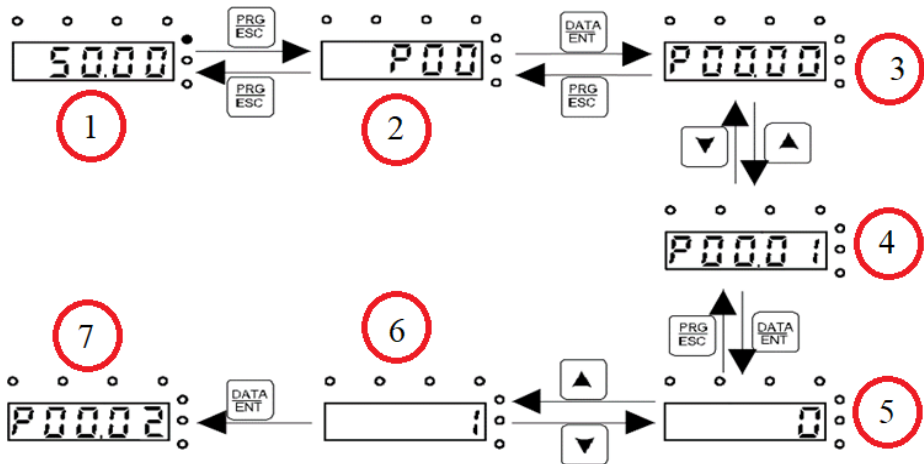 PRG
ESC
DATA
ENT
50.00
P00
P00.00
PRG
ESC
PRG
ESC
1
2
3
▼
▲
P00.01
4
7
6
PRG
ESC
DATA
ENT
▲
DATA
ENT
P00.02
1
0
5
▼